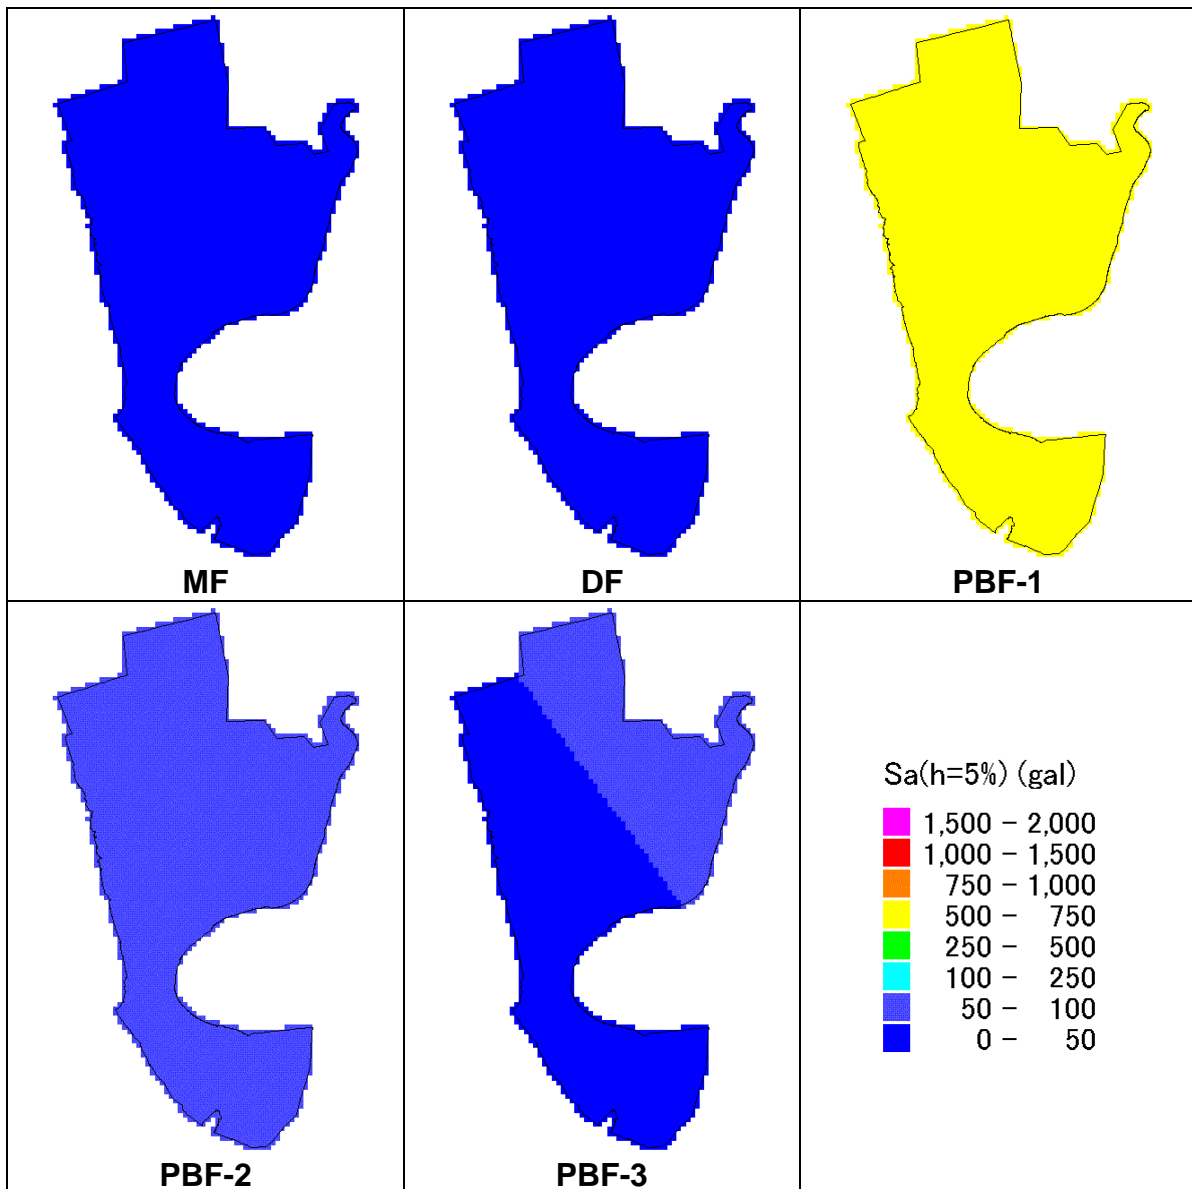 MF
DF
PBF-1
PBF-2
PBF-3
Sa(h=5%) (gal)
1,500 - 2,000
1,000 - 1,500
750 - 1,000
500 - 750
250 - 500
100 - 250
50 - 100
0 - 50